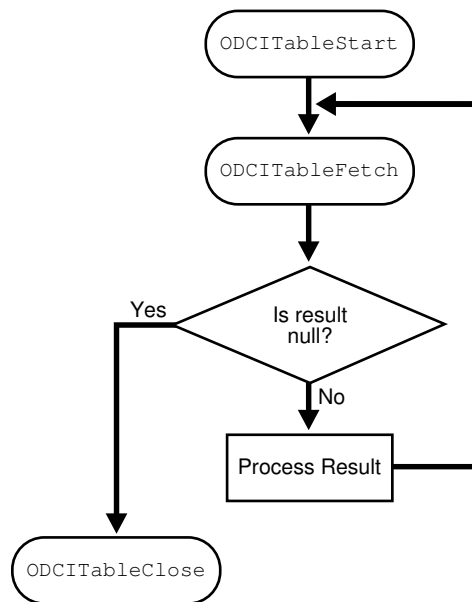 ODCITableStart
ODCITableFetch
Is result
null?
Yes
No
Process Result
ODCITableClose